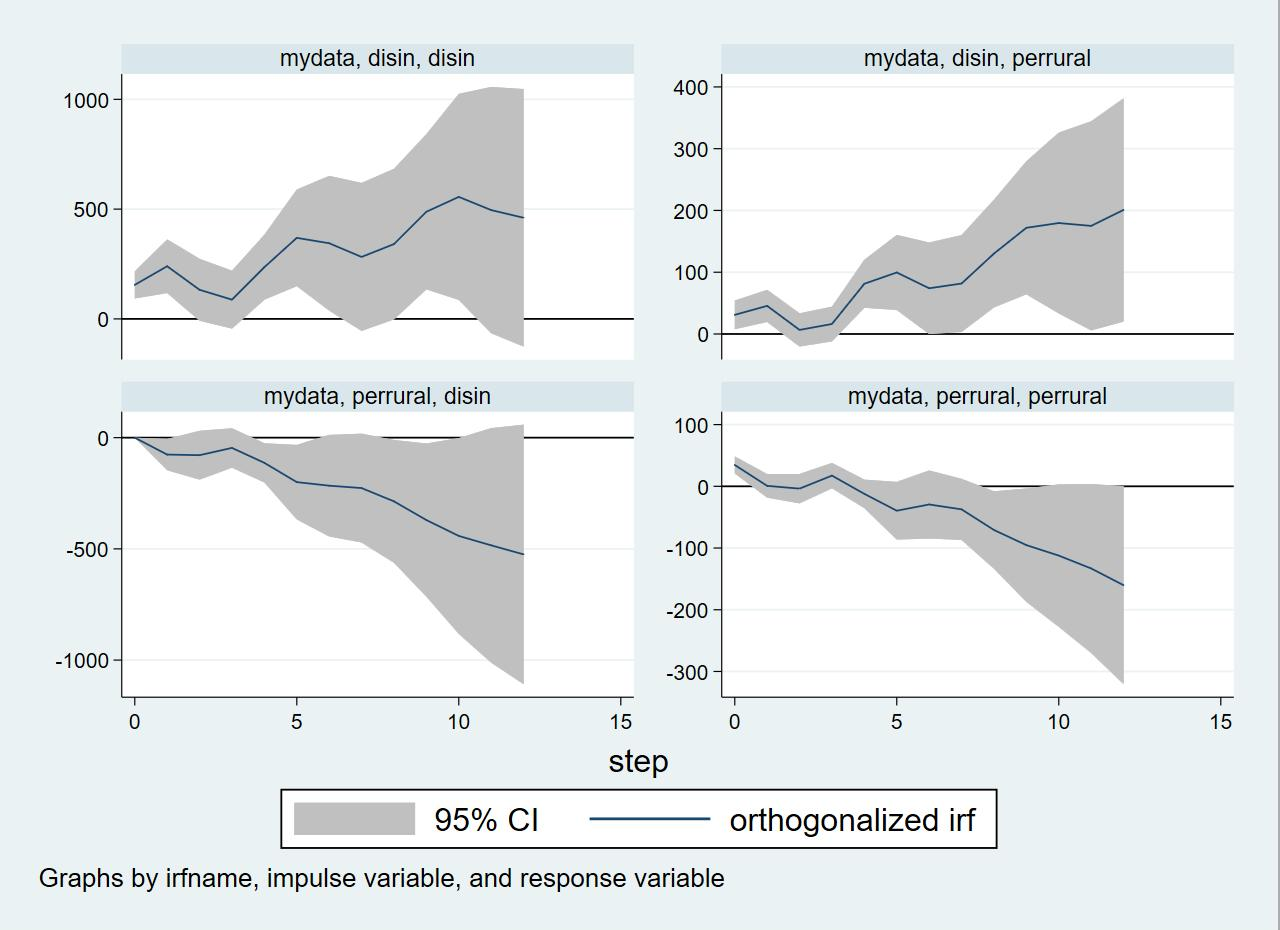 mydata, disin, disin
mydata, disin, perrural
1000
500
0
400
300
200
100
0
mydata, perrural, disin
mydata, perrural, perrural
0
-500
-1000
100
0
-100
-200
-300
0 5 10 15
0 5 10 15
step
95% CI orthogonalized irf
Graphs by irfname, impulse variable, and response variable